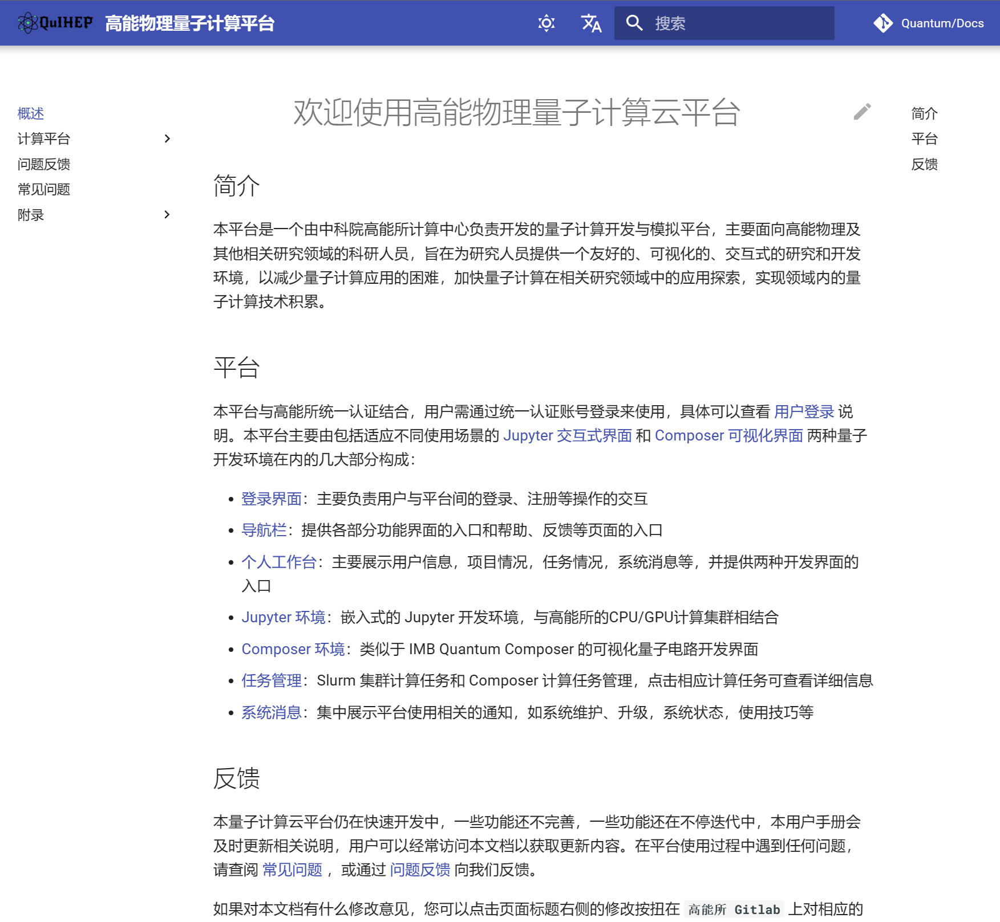 QuIHEP 高能物理量子计算平台
搜索
Quantum/Docs
概述
计算平台
问题反馈
常见问题
附录
欢迎使用高能物理量子计算云平台
简介
本平台是一个由中科院高能所计算中心负责开发的量子计算开发与模拟平台，主要面向高能物理及
其他相关研究领域的科研人员，旨在为研究人员提供一个友好的、可视化的、交互式的研究和开发
环境，以减少量子计算应用的困难，加快量子计算在相关研究领域中的应用探索，实现领域内的量
子计算技术积累。
平台
本平台与高能所统一认证结合，用户需通过统一认证账号登录来使用，具体可以查看 用户登录 说
明。本平台主要由包括适应不同使用场景的 Jupyter 交互式界面 和 Composer 可视化界面 两种量子
开发环境在内的几大部分构成：
• 登录界面：主要负责用户与平台间的登录、注册等操作的交互
• 导航栏：提供各部分功能界面的入口和帮助、反馈等页面的入口
• 个人工作台：主要展示用户信息，项目情况，任务情况，系统消息等，并提供两种开发界面的
入口
• Jupyter 环境：嵌入式的 Jupyter 开发环境，与高能所的CPU/GPU计算集群相结合
• Composer 环境：类似于 IMB Quantum Composer 的可视化量子电路开发界面
• 任务管理：Slurm 集群计算任务和 Composer 计算任务管理，点击相应计算任务可查看详细信息
• 系统消息：集中展示平台使用相关的通知，如系统维护、升级，系统状态，使用技巧等
反馈
本量子计算云平台仍在快速开发中，一些功能还不完善，一些功能还在不停迭代中，本用户手册会
及时更新相关说明，用户可以经常访问本文档以获取更新内容。在平台使用过程中遇到任何问题，
请查阅 常见问题 ，或通过 问题反馈 向我们反馈。
如果对本文档有什么修改意见，您可以点击页面标题右侧的修改按扭在 高能所 Gitlab 上对相应的
简介
平台
反馈